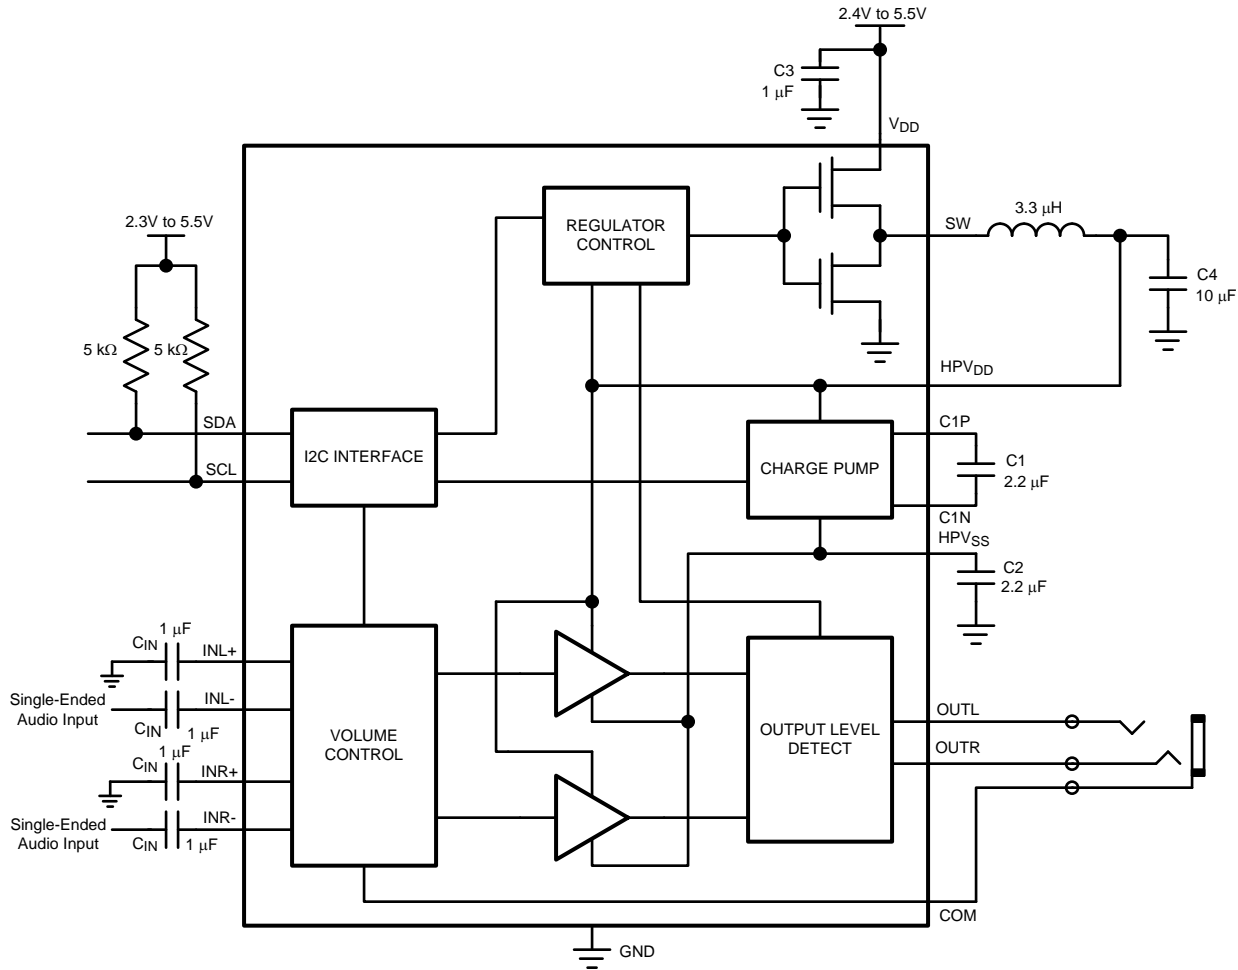 2.4V to 5.5V
C3
1 µF
VDD
2.3V to 5.5V
REGULATOR
CONTROL
SW
3.3 µH
C4
10 µF
5 kΩ
5 kΩ
HPVDD
SDA
C1P
I2C INTERFACE
CHARGE PUMP
C1
2.2 µF
SCL
C1N
HPVSS
C2
2.2 µF
1 µF
CIN
INL+
Single-Ended
Audio Input
INL-
CIN
1 µF
VOLUME
CONTROL
OUTPUT LEVEL
DETECT
OUTL
OUTR
1 µF
CIN
INR+
Single-Ended
Audio Input
INR-
CIN
1 µF
COM
GND